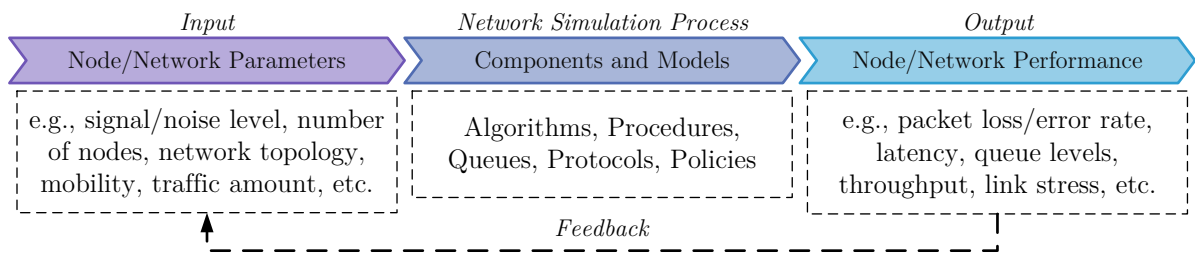 Input
Network Simulation Process
Output
Node/Network Parameters
Components and Models
Node/Network Performance
e.g., signal/noise level, number
of nodes, network topology,
mobility, traffic amount, etc.
Algorithms, Procedures,
Queues, Protocols, Policies
e.g., packet loss/error rate,
latency, queue levels,
throughput, link stress, etc.
Feedback